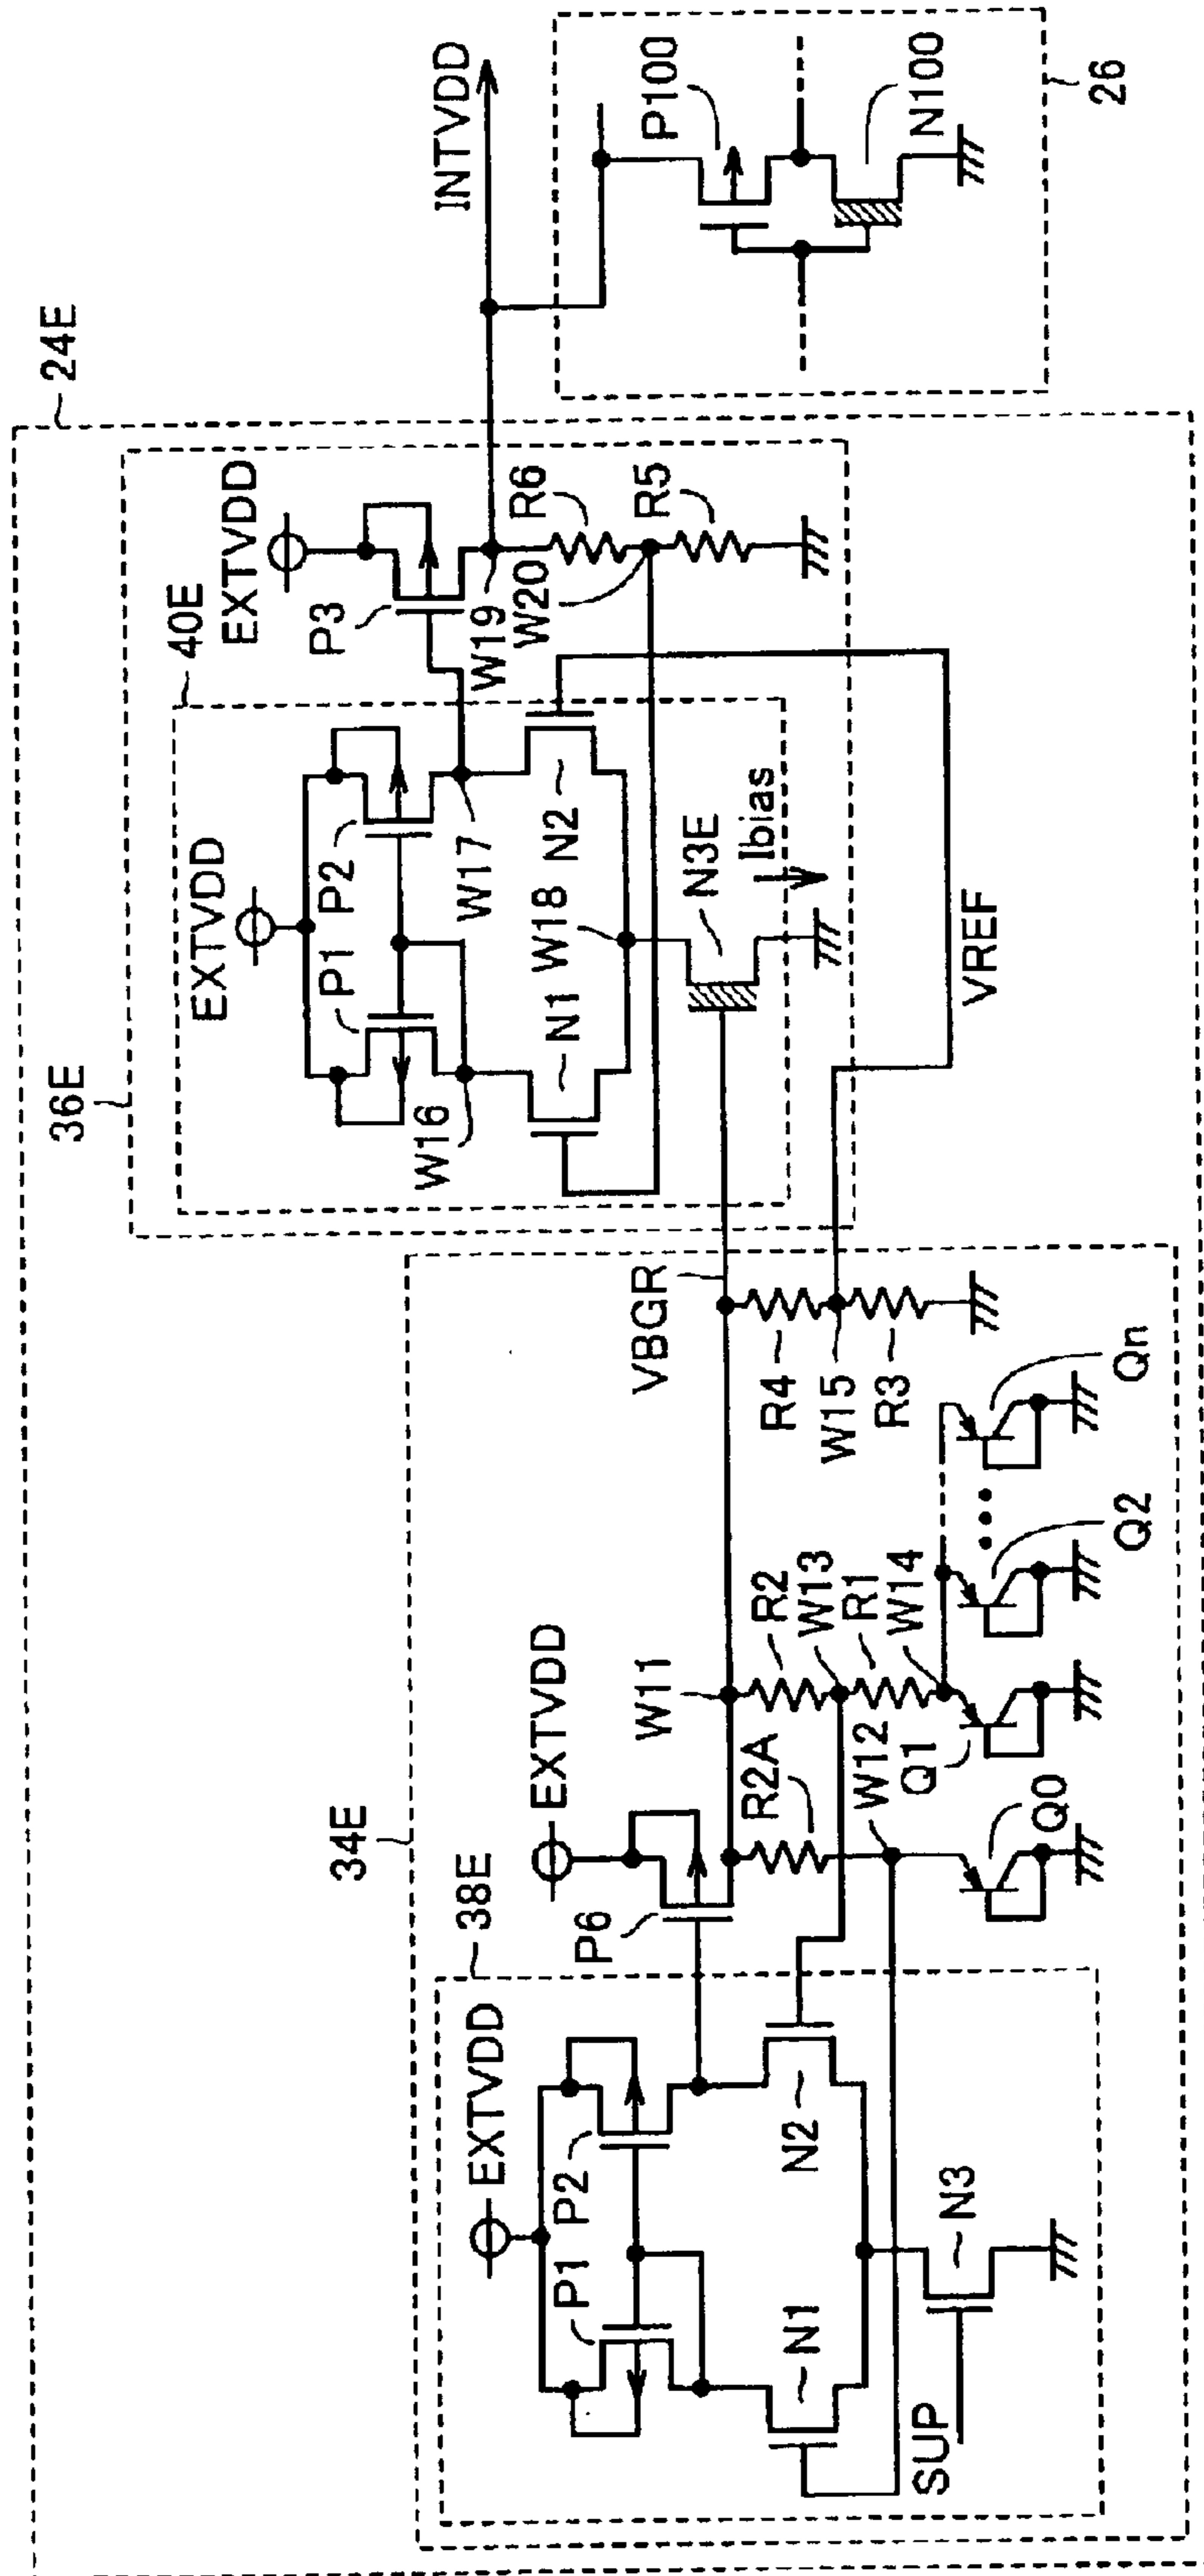 24E
36E
40E
EXTVDD
EXTVDD
INTVDD
P1
P2
P3
W16
W17
W19
W20
R6
R5
N1
W18
N2
N3E
Ibias
VREF
P100
N100
26
34E
38E
EXTVDD
EXTVDD
P1
P2
P6
W11
VBGR
R2A
R2
W13
R1
W14
R4
W15
R3
N1
N2
W12
Q1
Q0
Q2
Qn
SUP
N3